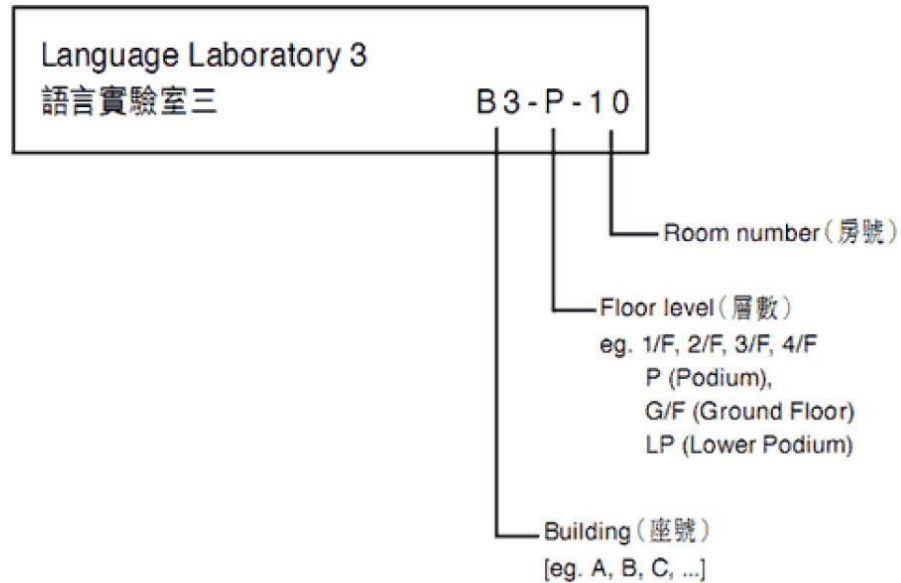 Language Laboratory 3
語言實驗室三
B3-P-10
Room number(房號)
Floor level(層數)
eg. 1/F, 2/F, 3/F, 4/F
P (Podium),
G/F (Ground Floor)
LP (Lower Podium)
Building(座號)
[eg. A, B, C, ...]